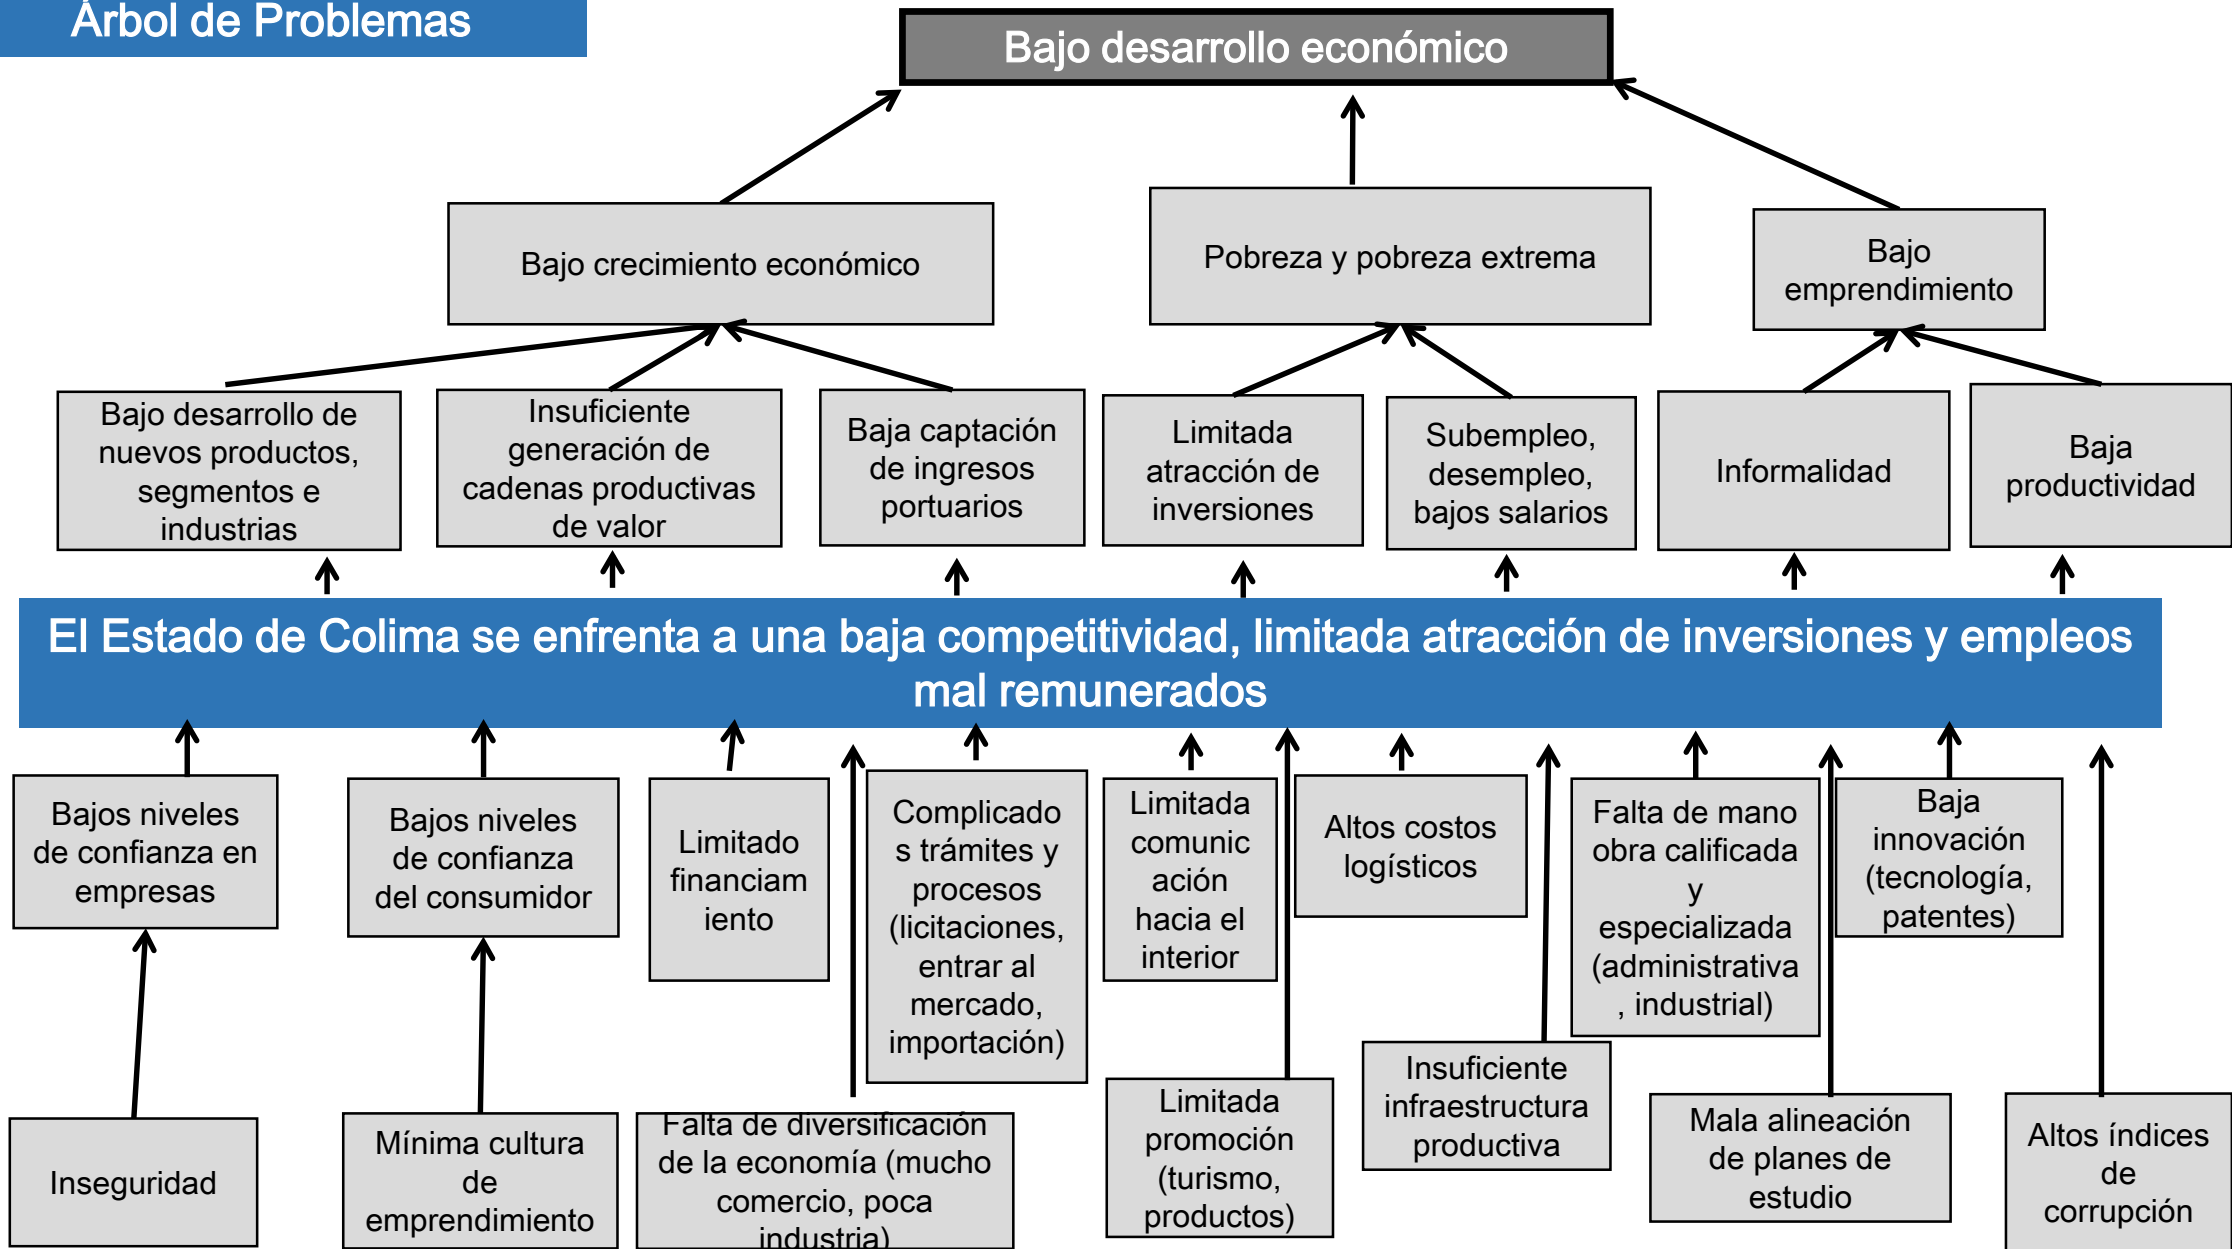 Árbol de Problemas
Bajo desarrollo económico
Bajo crecimiento económico
Pobreza y pobreza extrema
Bajo
emprendimiento
Bajo desarrollo de
nuevos productos,
segmentos e
industrias
Insuficiente
generación de
cadenas productivas
de valor
Baja captación
de ingresos
portuarios
Limitada
atracción de
inversiones
Subempleo,
desempleo,
bajos salarios
Informalidad
Baja
productividad
El Estado de Colima se enfrenta a una baja competitividad, limitada atracción de inversiones y empleos
mal remunerados
Bajos niveles
de confianza en
empresas
Bajos niveles
de confianza
del consumidor
Limitado
financiam
iento
Complicado
s trámites y
procesos
(licitaciones,
entrar al
mercado,
importación)
Limitada
comunic
ación
hacia el
interior
Altos costos
logísticos
Falta de mano
obra calificada
y
especializada
(administrativa
, industrial)
Baja
innovación
(tecnología,
patentes)
Inseguridad
Mínima cultura
de
emprendimiento
Falta de diversificación
de la economía (mucho
comercio, poca
industria)
Limitada
promoción
(turismo,
productos)
Insuficiente
infraestructura
productiva
Mala alineación
de planes de
estudio
Altos índices
de
corrupción